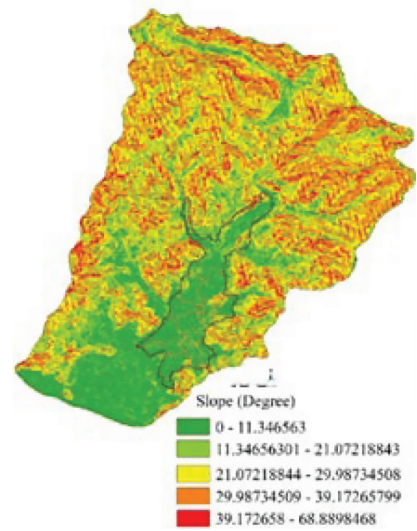 Slope (Degree)
0 - 11.346563
11.34656301 - 21.07218843
21.07218844 - 29.98734508
29.98734509 - 39.17265799
39.172658 - 68.8898468